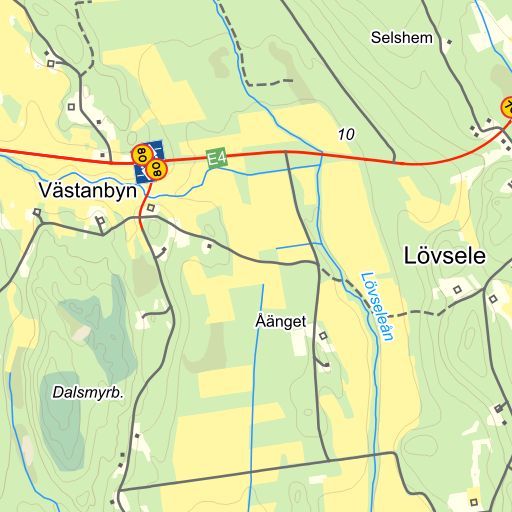 Selshem
10
80
E4
80
Västanbyn
Lövsele
Lövseleån
Åänget
Dalsmyrb.